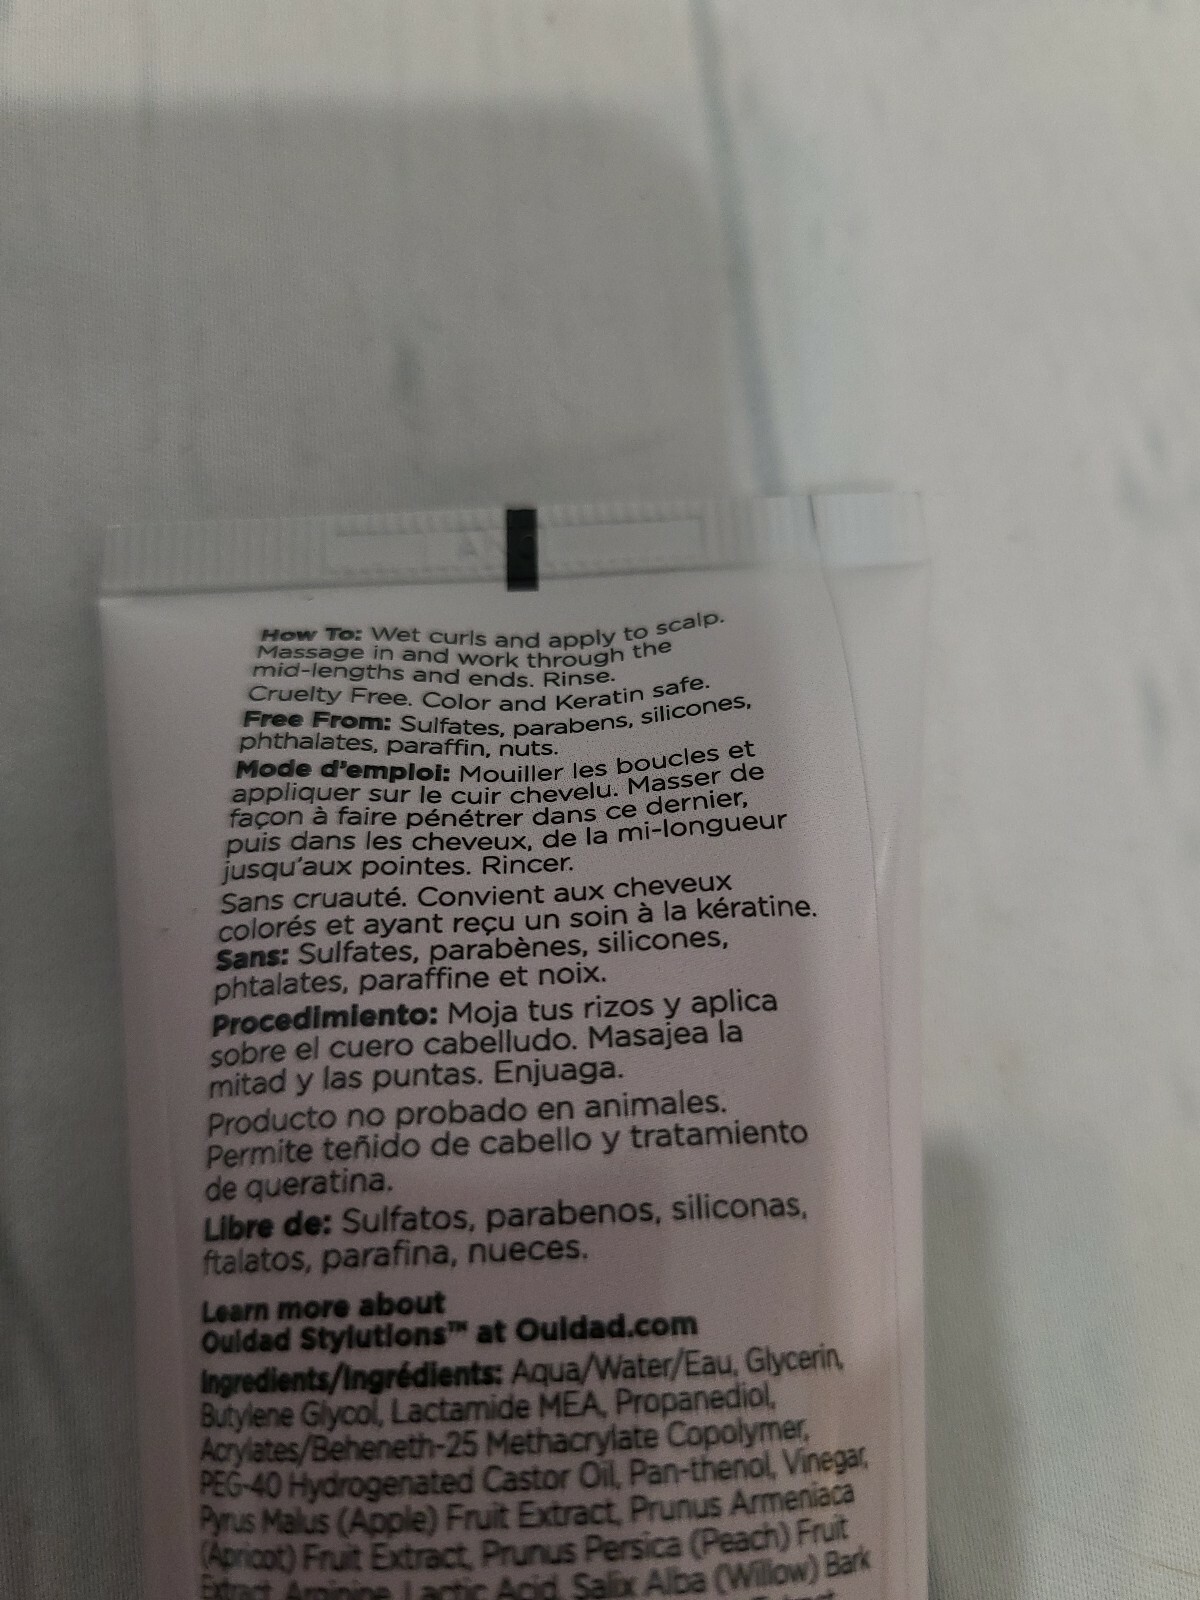 How To: Wet curls and apply to scalp.
Massage in and work through the
mid-lengths and ends. Rinse.
Cruelty Free. Color and Keratin safe.
Free From: Sulfates, parabens, silicones,
phthalates, paraffin, nuts.
Mode d'emploi: Mouiller les boucles et
appliquer sur le cuir chevelu. Masser de
façon à faire pénétrer dans ce dernier,
puis dans les cheveux, de la mi-longueur
jusqu'aux pointes. Rincer.
Sans cruauté. Convient aux cheveux
colorés et ayant reçu un soin à la kératine.
Sans: Sulfates, parabènes, silicones,
phtalates, paraffine et noix.
Procedimiento: Moja tus rizos y aplica
sobre el cuero cabelludo. Masajea la
mitad y las puntas. Enjuaga.
Producto no probado en animales.
Permite teñido de cabello y tratamiento
de queratina.
Libre de: Sulfatos, parabenos, siliconas,
ftalatos, parafina, nueces.
Learn more about
Ouidad Stylutions™ at Ouidad.com
Ingredients/Ingrédients: Aqua/Water/Eau, Glycerin,
Butylene Glycol, Lactamide MEA, Propanediol,
Acrylates/Beheneth-25 Methacrylate Copolymer,
PEG-40 Hydrogenated Castor Oil, Pan-thenol, Vinegar,
Pyrus Malus (Apple) Fruit Extract, Prunus Armeniaca
(Apricot) Fruit Extract, Prunus Persica (Peach) Fruit
Extract, Arginine, Lactic Acid, Salix Alba (Willow) Bark